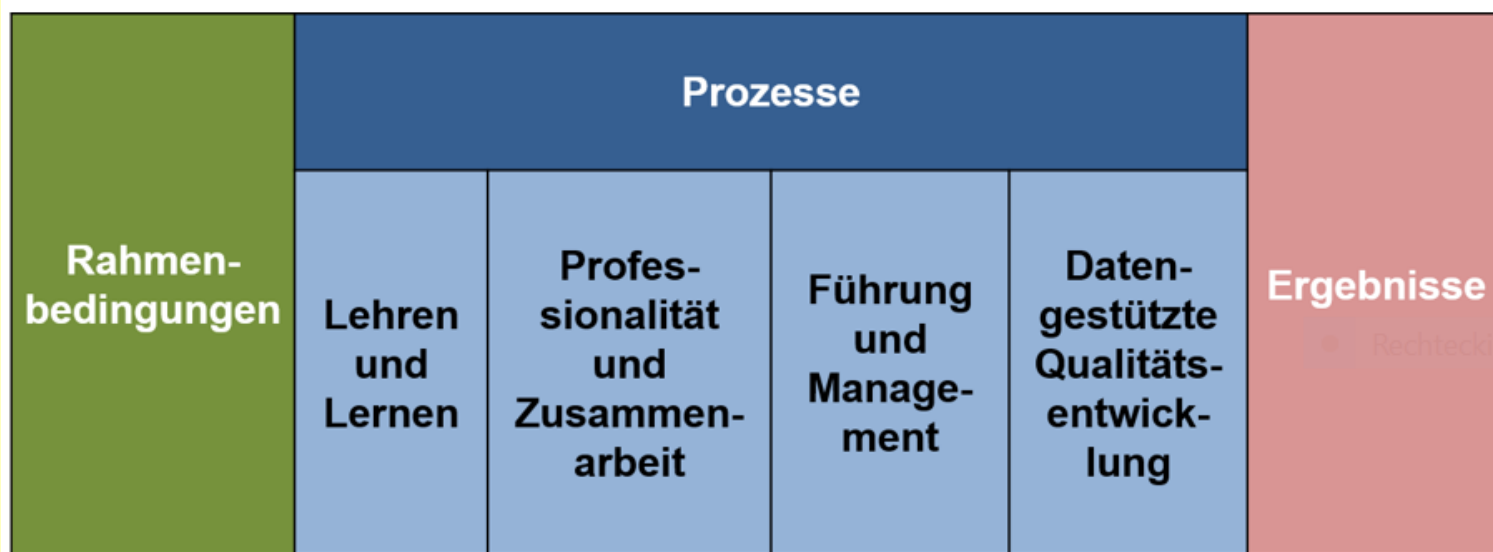 Prozesse
Rahmen-
bedingungen
Lehren
und
Lernen
Profes-
sionalität
und
Zusammen-
arbeit
Führung
und
Manage-
ment
Daten-
gestützte
Qualitäts-
entwick-
lung
Ergebnisse